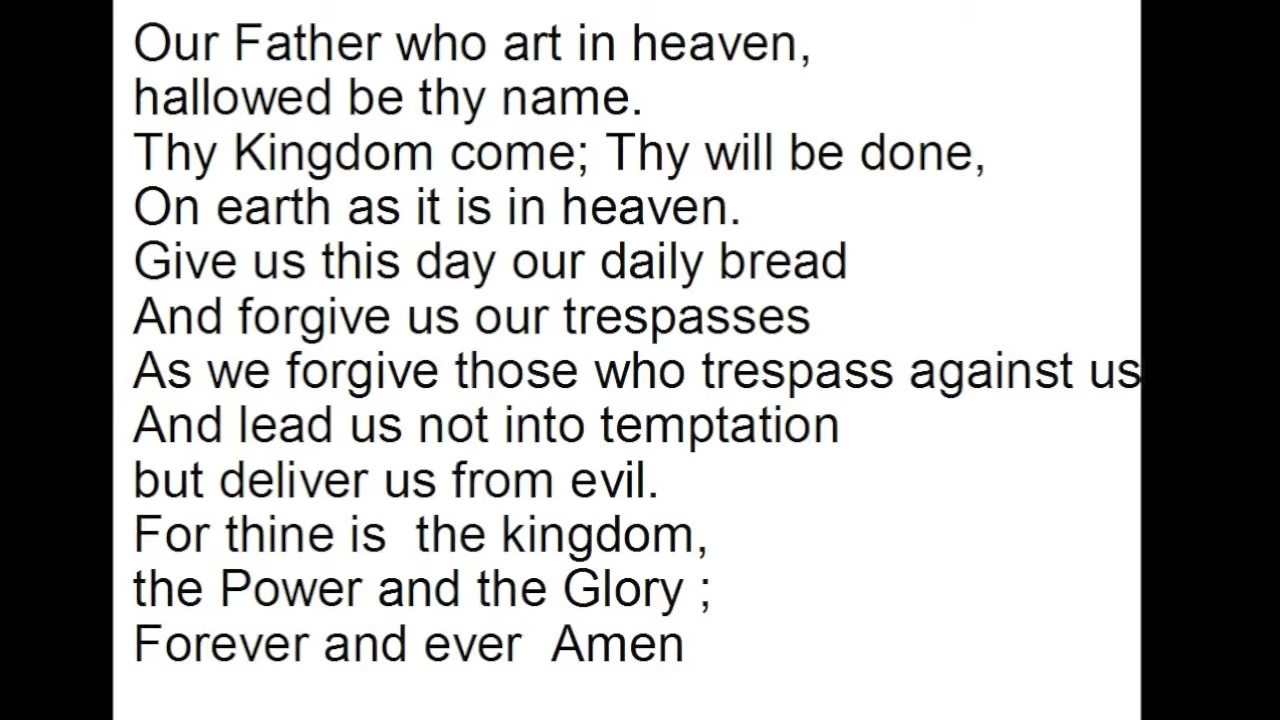 Our Father who art in heaven,
hallowed be thy name.
Thy Kingdom come; Thy will be done,
On earth as it is in heaven.
Give us this day our daily bread
And forgive us our trespasses
As we forgive those who trespass against us
And lead us not into temptation
but deliver us from evil.
For thine is  the kingdom,
the Power and the Glory ;
Forever and ever  Amen